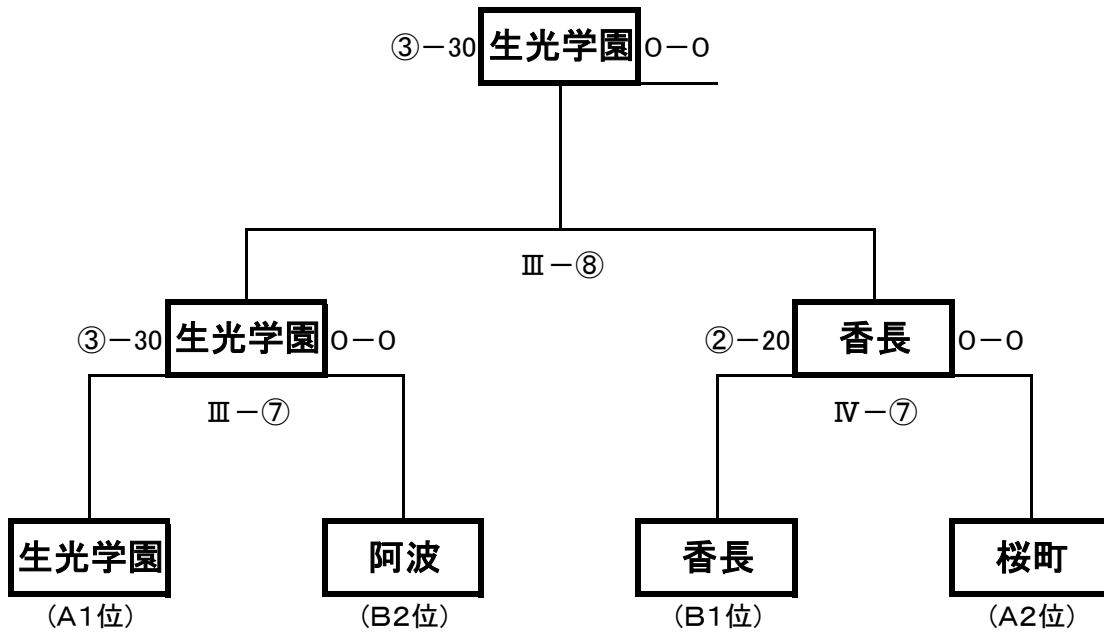 ③－30 生光学園 0－0
Ⅲ－⑧
③－30 生光学園 0－0 ②－20 香長 0－0
Ⅲ－⑦ Ⅳ－⑦
生光学園 阿波 香長 桜町
(A1位) (B2位) (B1位) (A2位)